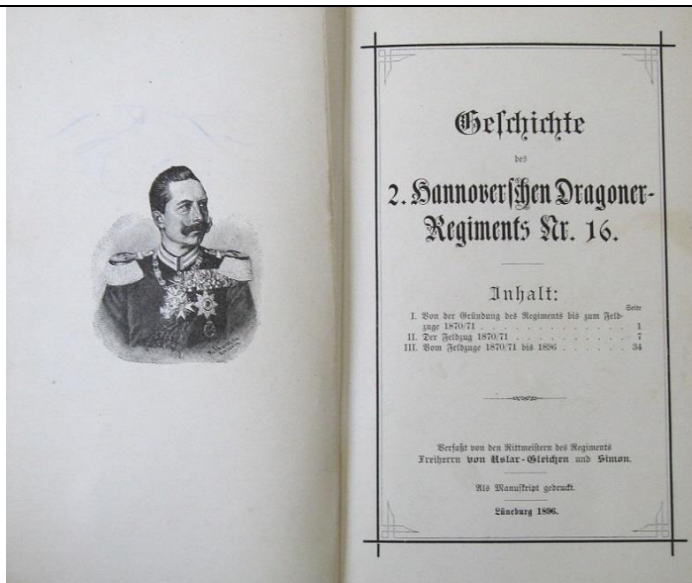 Geschichte
des
2. Hannoverschen Dragoner-
Regiments Nr. 16.
Inhalt:
Seite
I. Von der Gründung des Regiments bis zum Feld-
zuge 1870/71 . . . . . . . . . . . . . . 1
II. Der Feldzug 1870/71 . . . . . . . . . . 7
III. Vom Feldzuge 1870/71 bis 1896 . . . . . . 34
Verfaßt von den Rittmeistern des Regiments
Freiherrn von Uslar-Gleichen und Simon.
Als Manuskript gedruckt.
Lüneburg 1896.